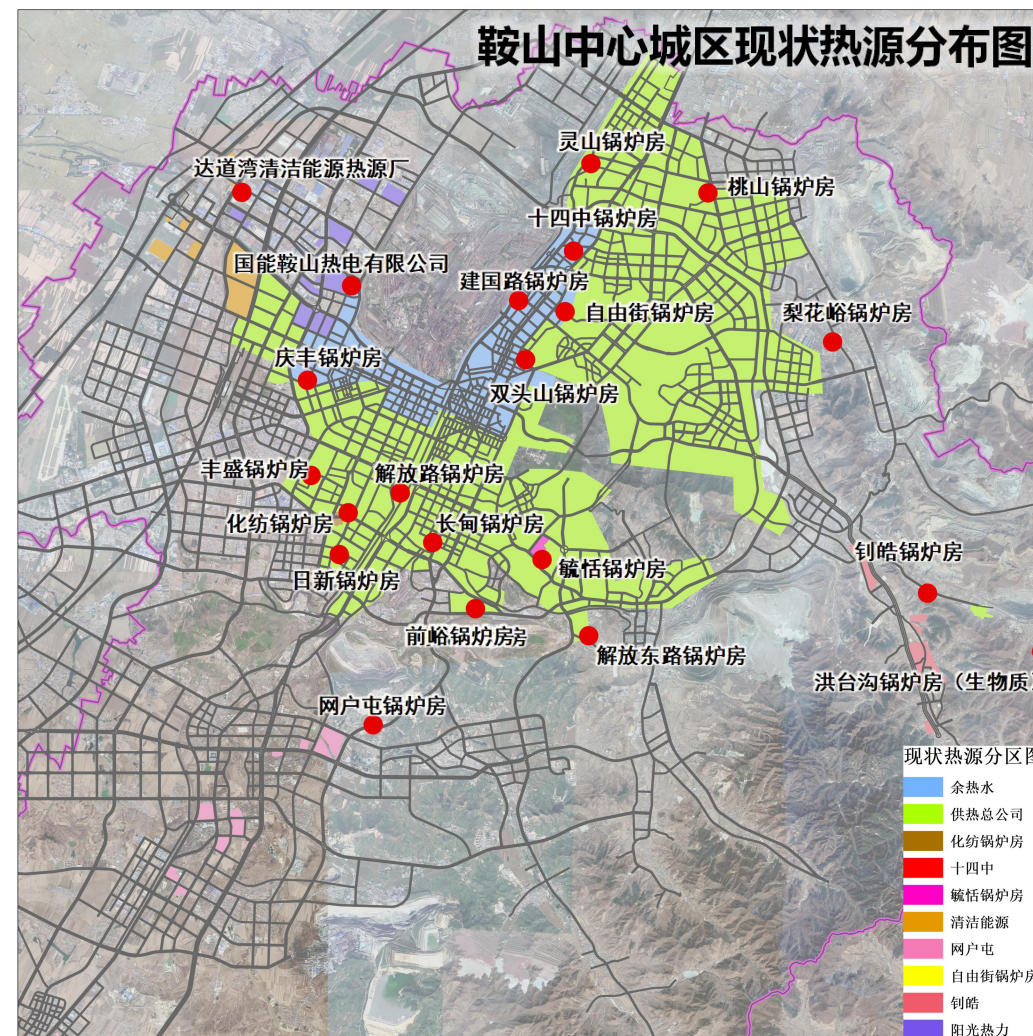 鞍山中心城区现状热源分布图
灵山锅炉房
达道湾清洁能源热源厂
桃山锅炉房
十四中锅炉房
国能鞍山热电有限公司
建国路锅炉房
自由街锅炉房
梨花峪锅炉房
庆丰锅炉房
双头山锅炉房
丰盛锅炉房
解放路锅炉房
化纺锅炉房
长甸锅炉房
钊皓锅炉房
毓恬锅炉房
日新锅炉房
前峪锅炉房
解放东路锅炉房
洪台沟锅炉房（生物质
网户屯锅炉房
现状热源分区图
余热水
供热总公司
化纺锅炉房
十四中
毓恬锅炉房
清洁能源
网户屯
自由街锅炉房
钊皓
阳光热力